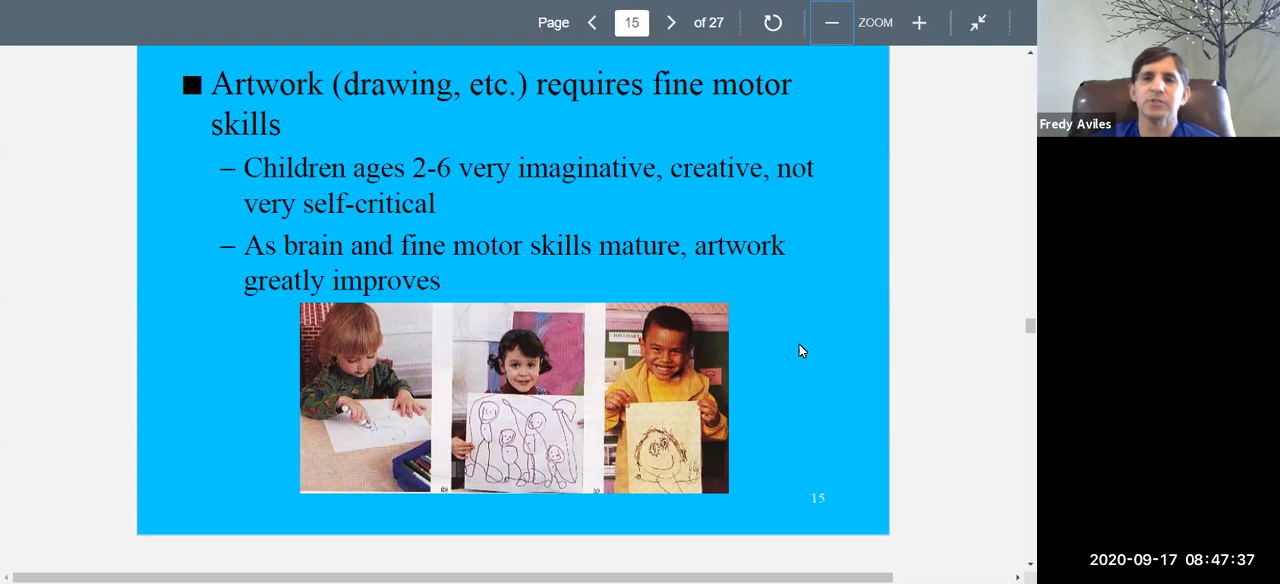 Page 15 of 27 ZOOM
■ Artwork (drawing, etc.) requires fine motor
skills
– Children ages 2-6 very imaginative, creative, not
very self-critical
– As brain and fine motor skills mature, artwork
greatly improves
15
Fredy Aviles
2020-09-17 08:47:37